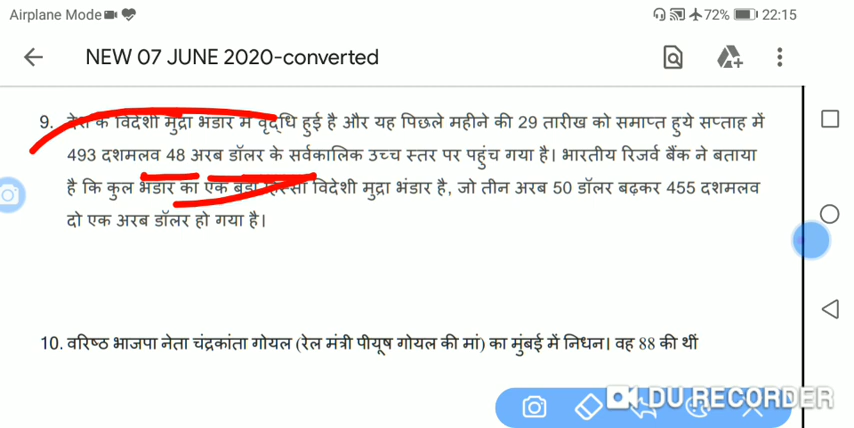 Airplane Mode 72% 22:15
NEW 07 JUNE 2020-converted
9. देश के विदेशी मुद्रा भंडार में वृद्धि हुई है और यह पिछले महीने की 29 तारीख को समाप्त हुये सप्ताह में
493 दशमलव 48 अरब डॉलर के सर्वकालिक उच्च स्तर पर पहुंच गया है। भारतीय रिजर्व बैंक ने बताया
है कि कुल भंडार का एक बड़ा हिस्सा विदेशी मुद्रा भंडार है, जो तीन अरब 50 डॉलर बढ़कर 455 दशमलव
दो एक अरब डॉलर हो गया है।
10. वरिष्ठ भाजपा नेता चंद्रकांता गोयल (रेल मंत्री पीयूष गोयल की मां) का मुंबई में निधन। वह 88 की थीं
DU RECORDER